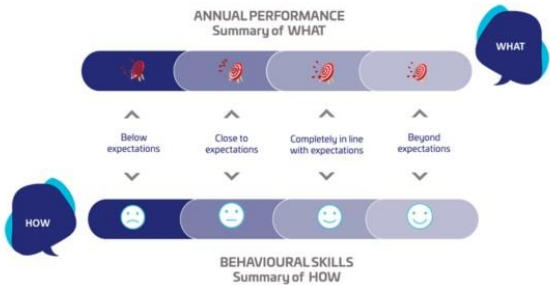 ANNUAL PERFORMANCE
Summary of WHAT
WHAT
Below
expectations
Close to
expectations
Completely in line
with expectations
Beyond
expectations
HOW
BEHAVIOURAL SKILLS
Summary of HOW